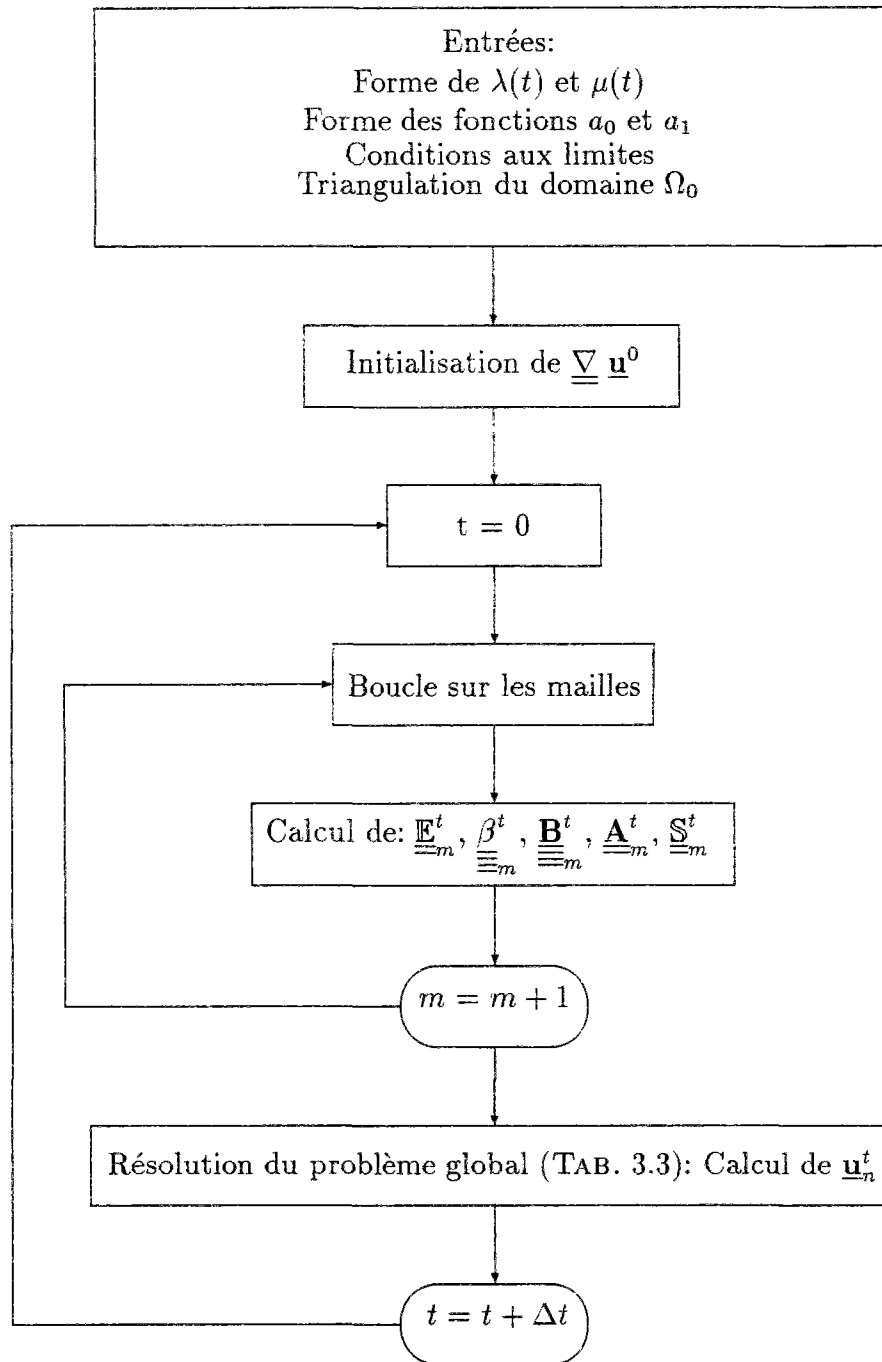 Entrées:
Forme de λ(t) et μ(t)
Forme des fonctions a₀ et a₁
Conditions aux limites
Triangulation du domaine Ω₀
Initialisation de ∇ u⁰
t = 0
Boucle sur les mailles
Calcul de: 𝔼ᵗₘ, βᵗₘ, Bᵗₘ, Aᵗₘ, 𝕊ᵗₘ
m = m + 1
Résolution du problème global (TAB. 3.3): Calcul de uᵗₙ
t = t + Δt